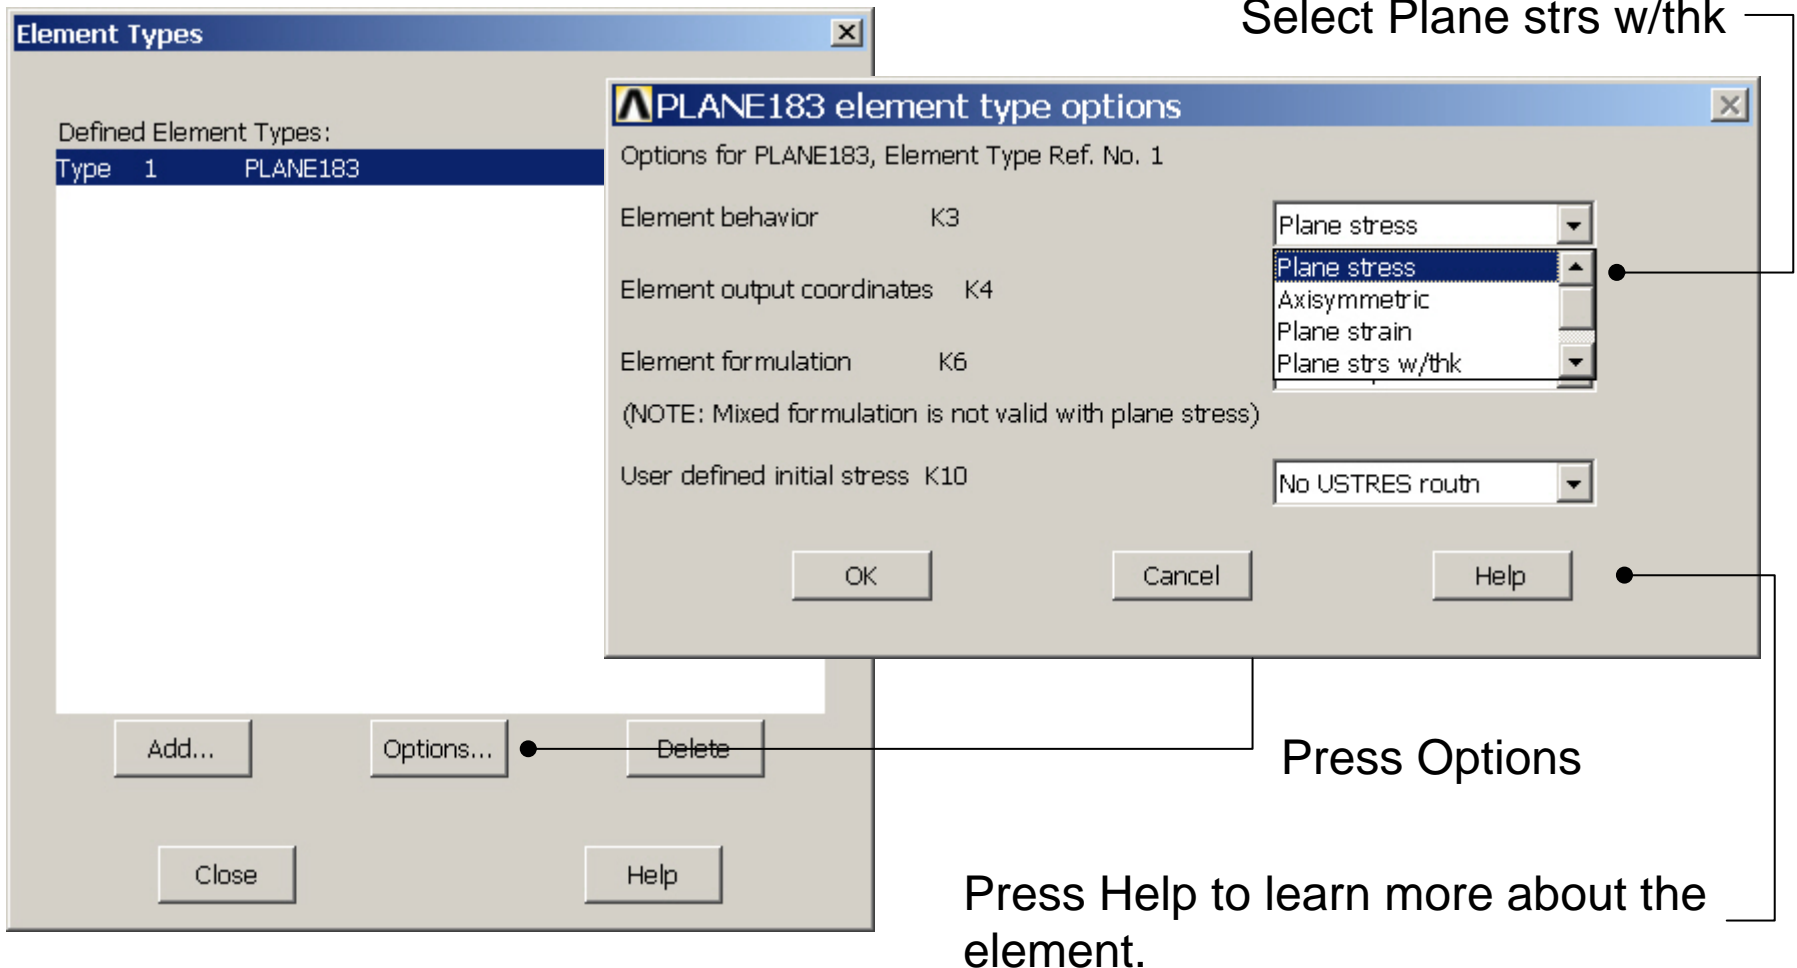 Select Plane strs w/thk
Element Types
Defined Element Types:
Type 1 PLANE183
PLANE183 element type options
Options for PLANE183, Element Type Ref. No. 1
Element behavior K3
Plane stress
Plane stress
Axisymmetric
Plane strain
Plane strs w/thk
Element output coordinates K4
Element formulation K6
(NOTE: Mixed formulation is not valid with plane stress)
User defined initial stress K10
No USTRES routn
OK Cancel Help
Add... Options... Delete
Press Options
Close Help
Press Help to learn more about the
element.